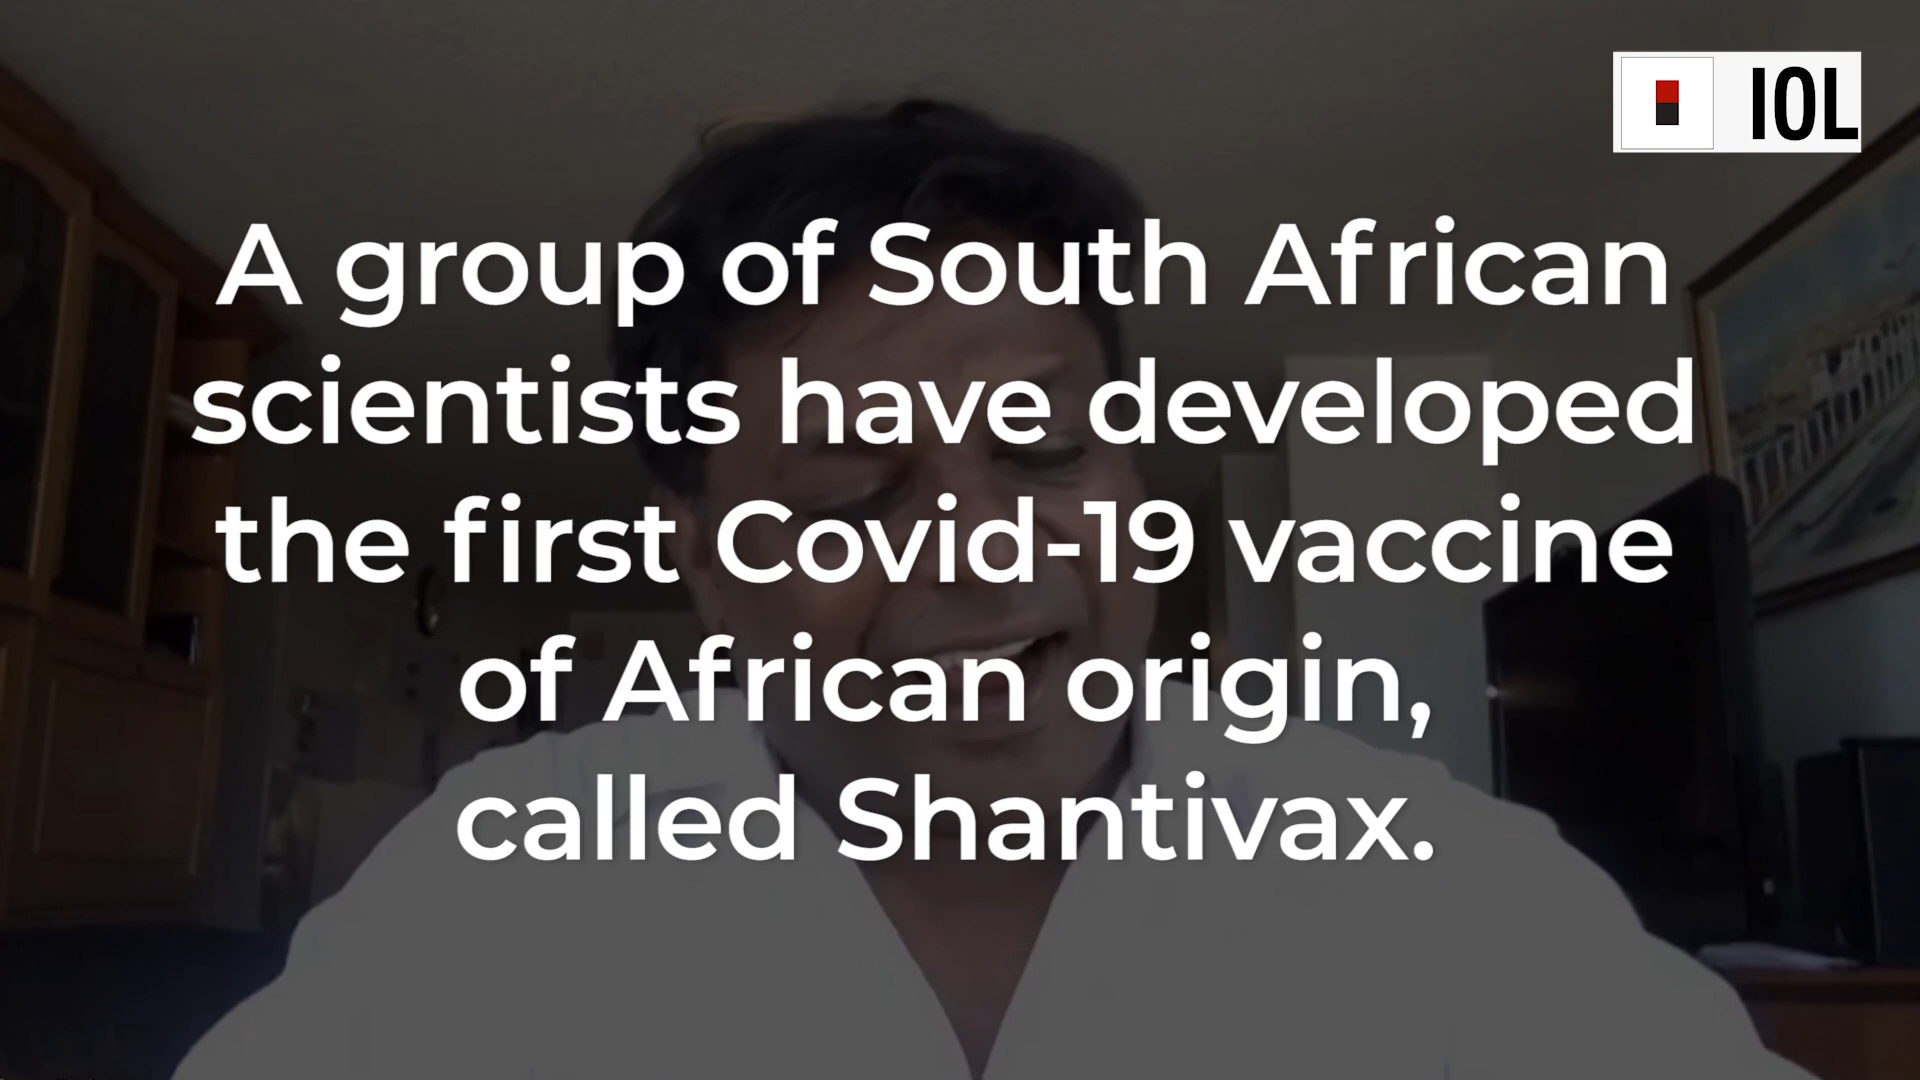 IOL
A group of South African
scientists have developed
the first Covid-19 vaccine
of African origin,
called Shantivax.